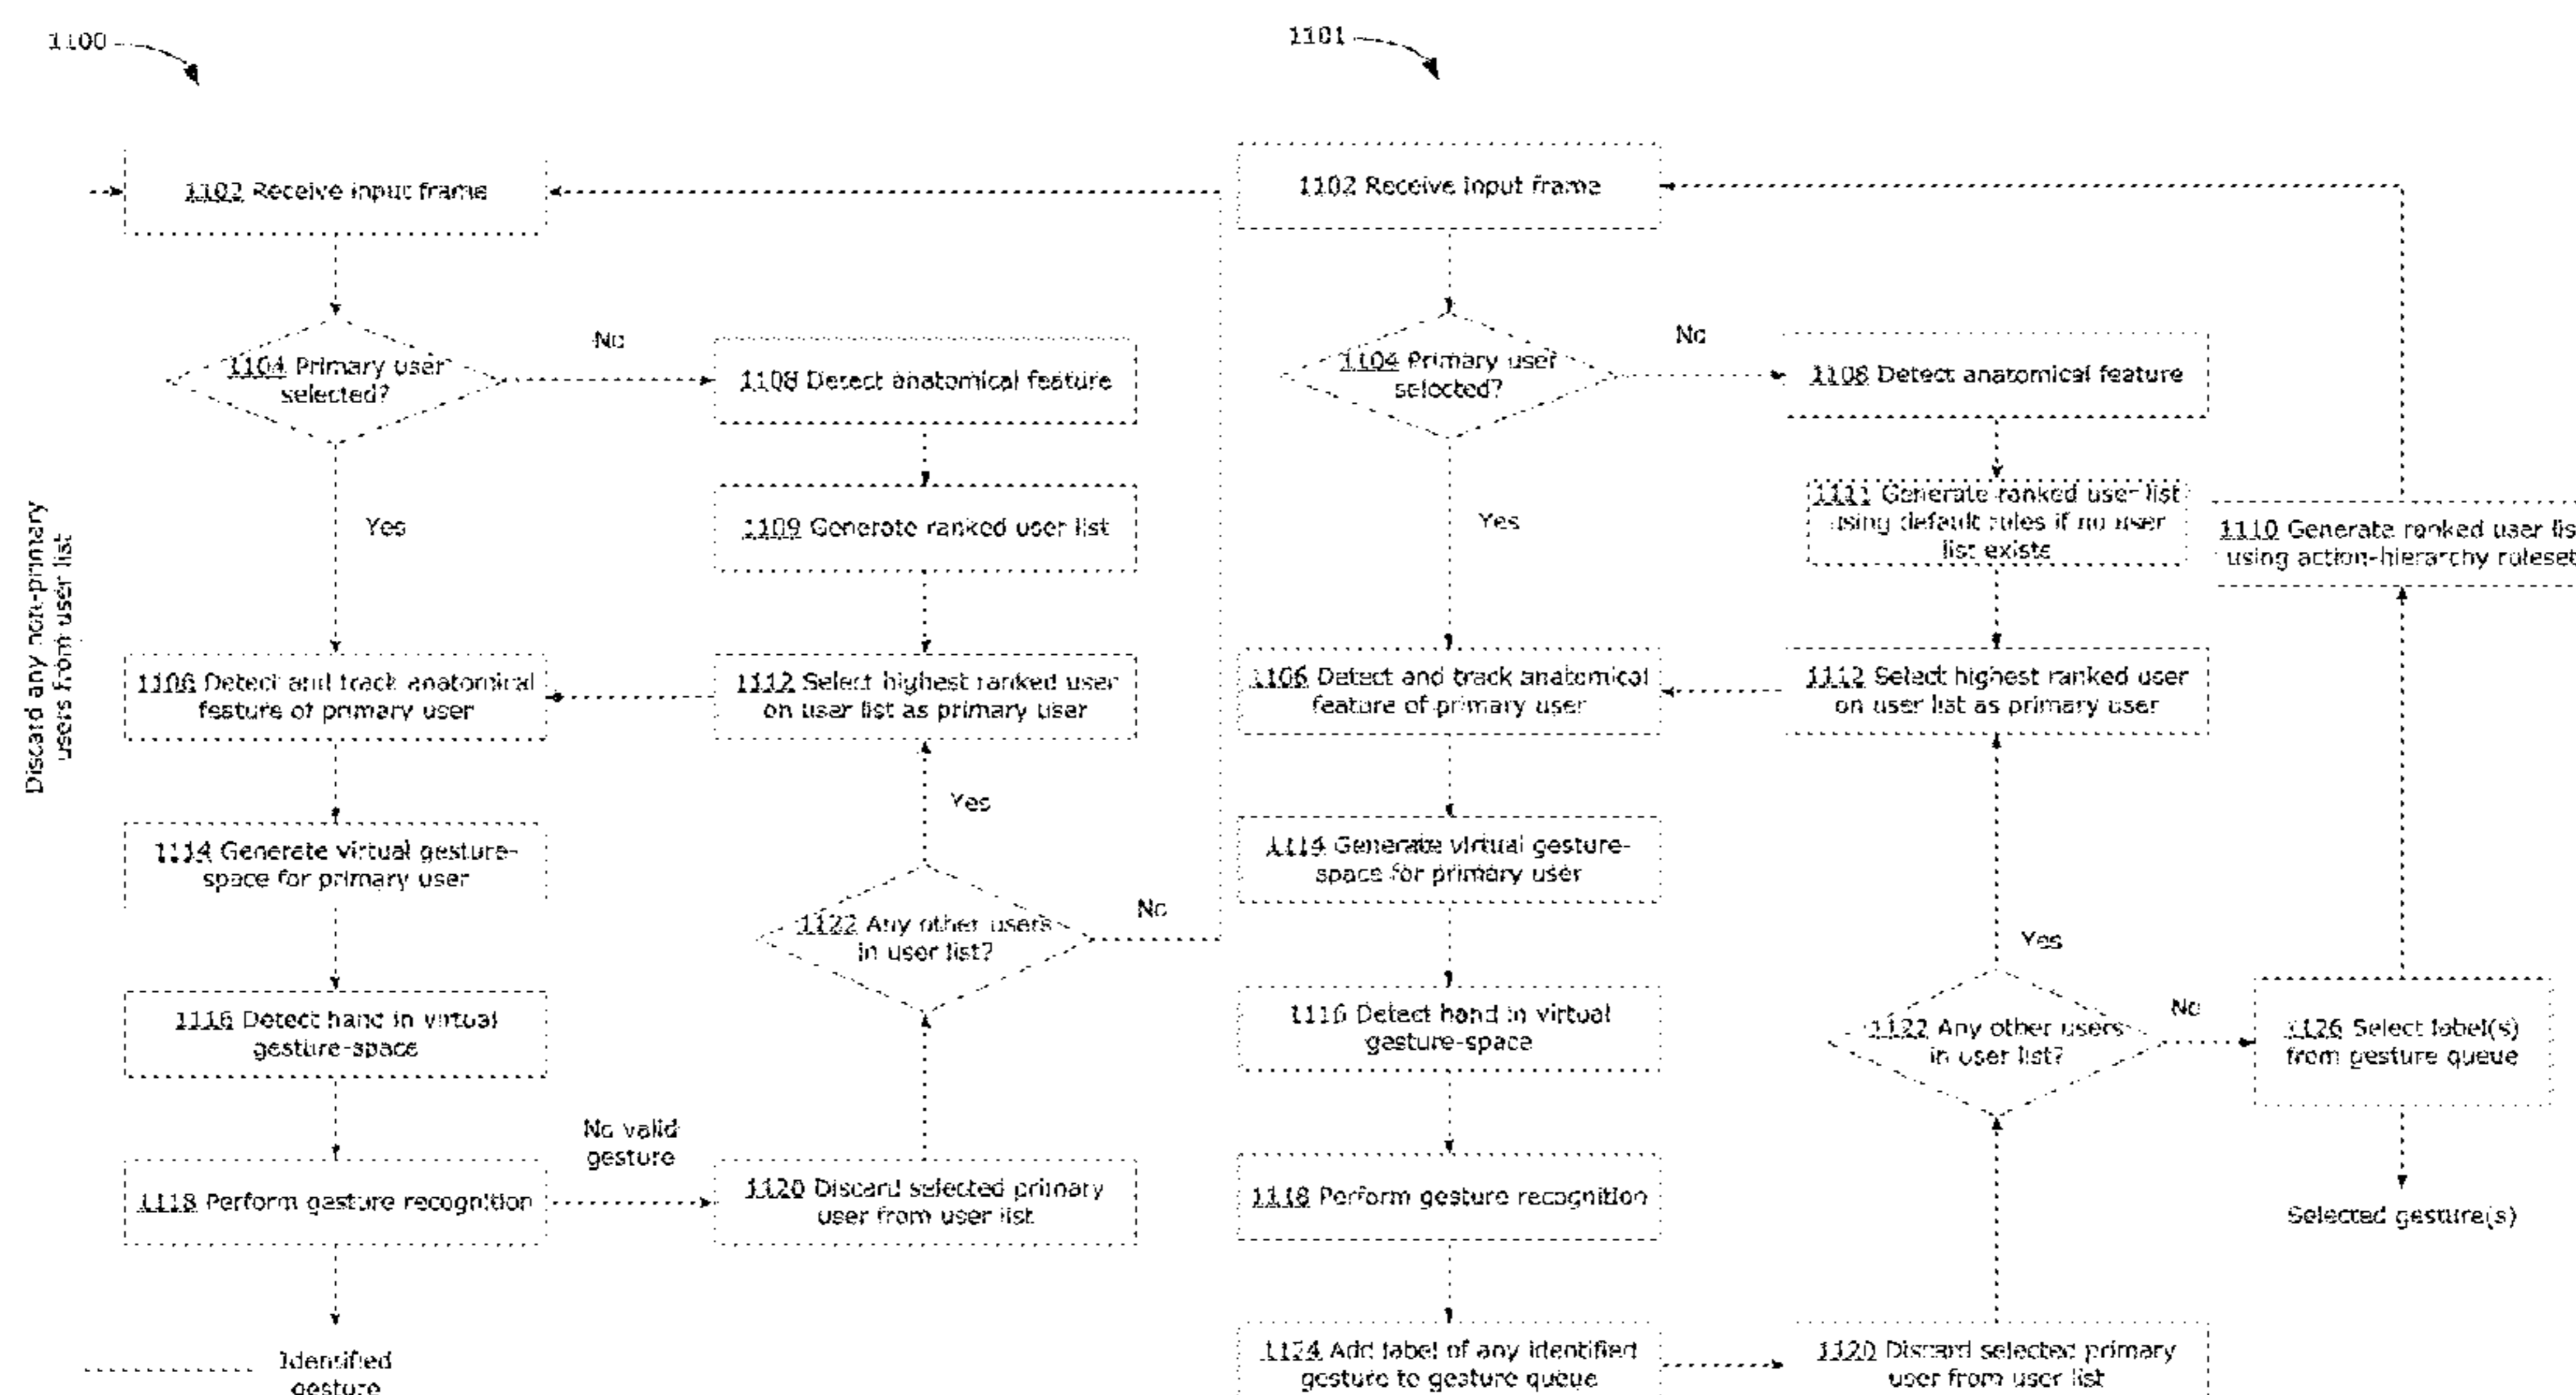 1100
1102 Receive input frame
1104 Primary user
selected?
No
1108 Detect anatomical feature
1109 Generate ranked user list
Yes
Discard any non-primary
users from user list
1106 Detect and track anatomical
feature of primary user
1112 Select highest ranked user
on user list as primary user
Yes
1114 Generate virtual gesture-
space for primary user
1122 Any other users
in user list?
No
1116 Detect hand in virtual
gesture-space
No valid
gesture
1118 Perform gesture recognition
1120 Discard selected primary
user from user list
Identified
gesture
1101
1102 Receive input frame
1104 Primary user
selected?
No
1108 Detect anatomical feature
Yes
1111 Generate ranked user list
using default rules if no user
list exists
1110 Generate ranked user lis
using action-hierarchy ruleset
1106 Detect and track anatomical
feature of primary user
1112 Select highest ranked user
on user list as primary user
1114 Generate virtual gesture-
space for primary user
Yes
1116 Detect hand in virtual
gesture-space
1122 Any other users
in user list?
No
1126 Select label(s)
from gesture queue
1118 Perform gesture recognition
Selected gesture(s)
1124 Add label of any identified
gesture to gesture queue
1120 Discard selected primary
user from user list